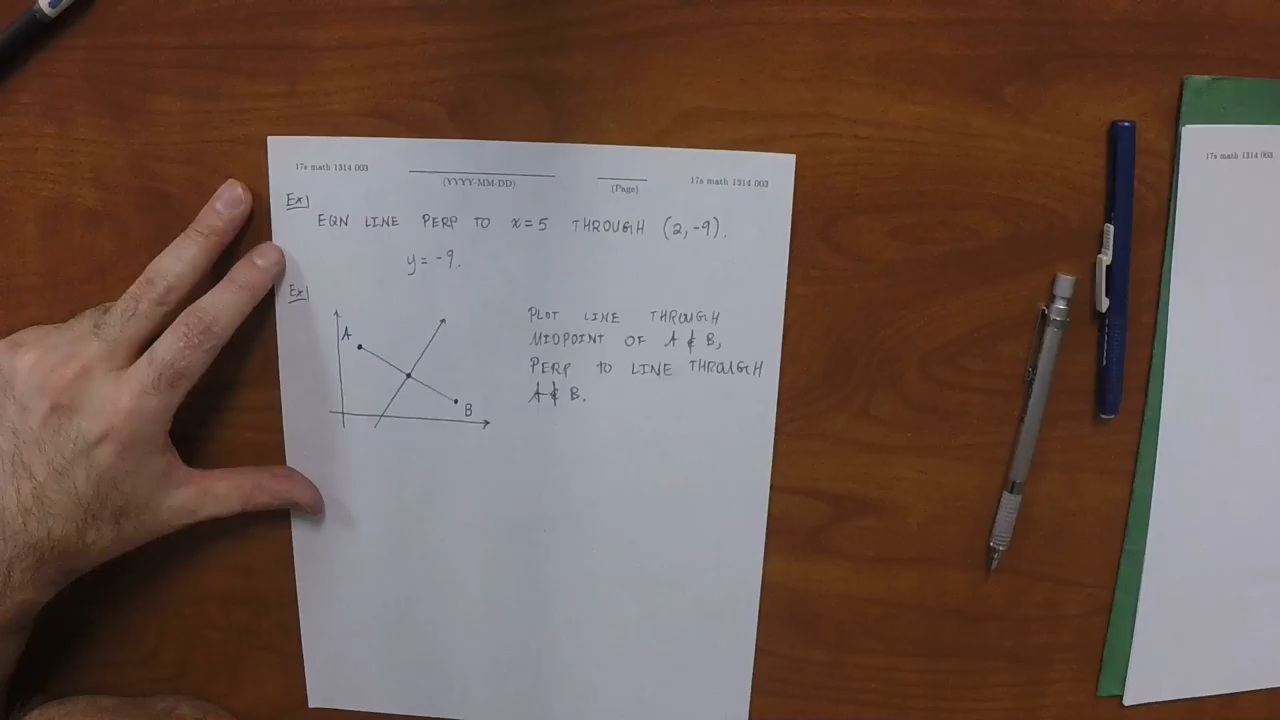 17s math 1314 003
(YYYY-MM-DD)
(Page)
17s math 1314 003
Ex)
EQN LINE PERP TO x=5 THROUGH (2,-9).
y=-9.
Ex)
A
B
PLOT LINE THROUGH
MIDPOINT OF A & B,
PERP TO LINE THROUGH
A & B.
17s math 1314 003